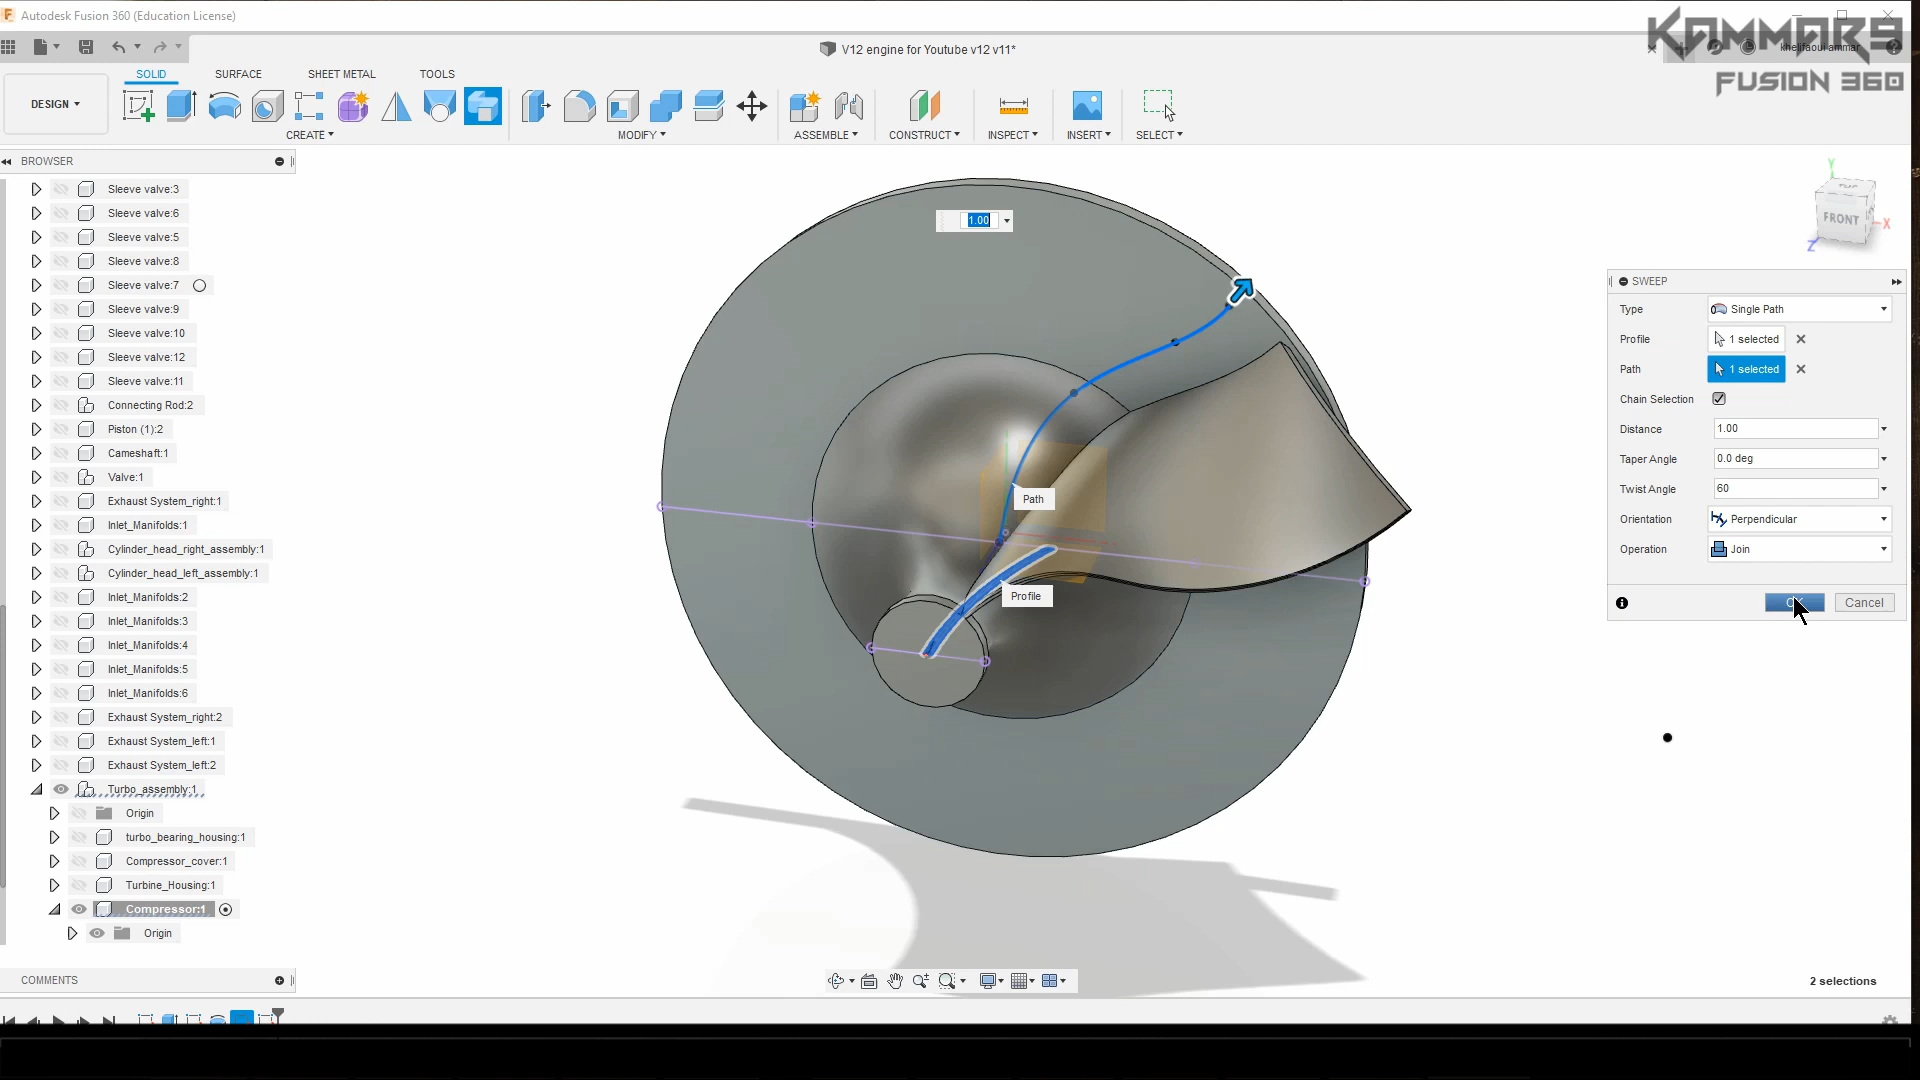 Autodesk Fusion 360 (Education License)
KAMMARS
FUSION 360
V12 engine for Youtube v12 v11*
khelifaoui ammar
SOLID
SURFACE
SHEET METAL
TOOLS
DESIGN
CREATE
MODIFY
ASSEMBLE
CONSTRUCT
INSPECT
INSERT
SELECT
BROWSER
Sleeve valve:3
Sleeve valve:6
Sleeve valve:5
Sleeve valve:8
Sleeve valve:7
Sleeve valve:9
Sleeve valve:10
Sleeve valve:12
Sleeve valve:11
Connecting Rod:2
Piston (1):2
Cameshaft:1
Valve:1
Exhaust System_right:1
Inlet_Manifolds:1
Cylinder_head_right_assembly:1
Cylinder_head_left_assembly:1
Inlet_Manifolds:2
Inlet_Manifolds:3
Inlet_Manifolds:4
Inlet_Manifolds:5
Inlet_Manifolds:6
Exhaust System_right:2
Exhaust System_left:1
Exhaust System_left:2
Turbo_assembly:1
Origin
turbo_bearing_housing:1
Compressor_cover:1
Turbine_Housing:1
Compressor:1
Origin
COMMENTS
1.00
Path
Profile
Y
TOP
FRONT
X
Z
SWEEP
Type Single Path
Profile 1 selected
Path 1 selected
Chain Selection
Distance 1.00
Taper Angle 0.0 deg
Twist Angle 60
Orientation Perpendicular
Operation Join
Cancel
2 selections